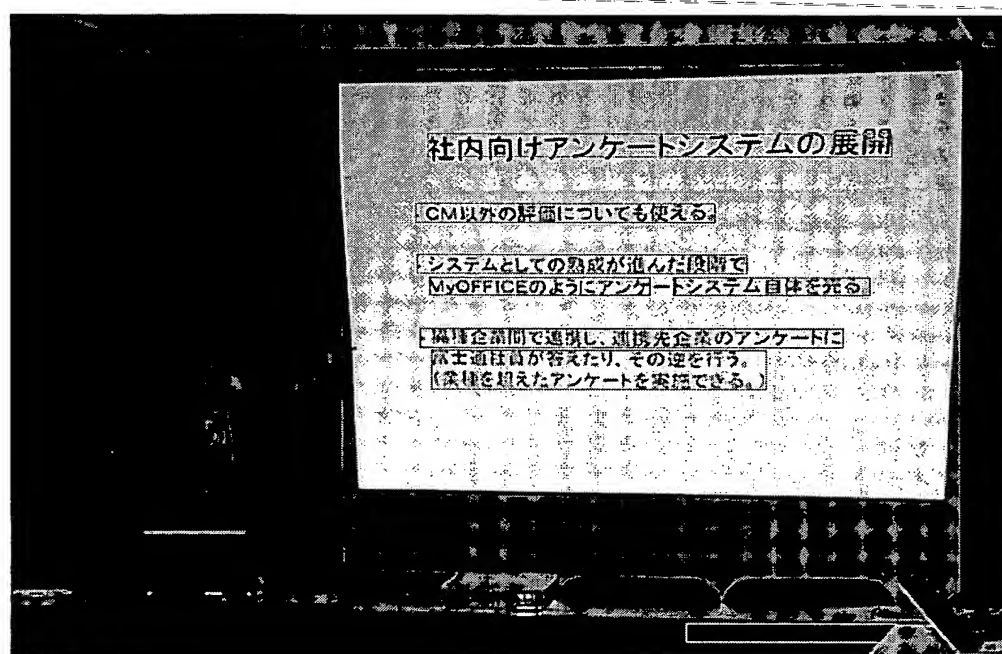 社内向けアンケートシステムの展開
CM以外の評価についても使える。
システムとしての熟成が進んだ段階で
MyOFFICEのようにアンケートシステム自体を売る。
企業間で連携し、連携先企業のアンケートに
富士通社員が答えたり、その逆を行う。
(業種を超えたアンケートを実施できる。)